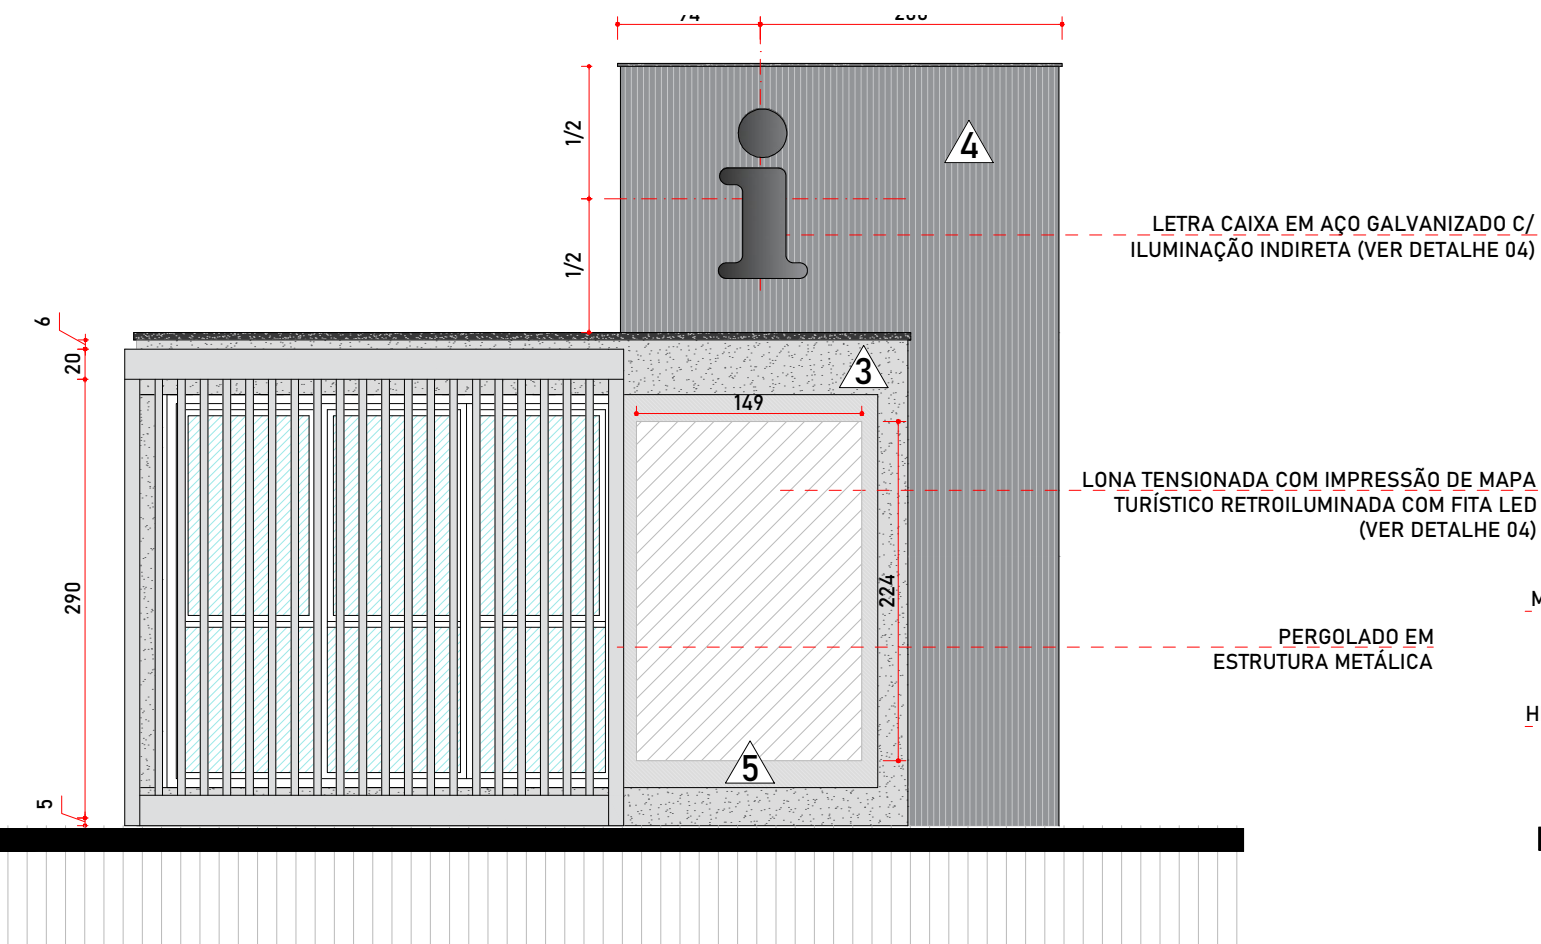 1/2
4
LETRA CAIXA EM AÇO GALVANIZADO C/
ILUMINAÇÃO INDIRETA (VER DETALHE 04)
1/2
6
20
3
149
LONA TENSIONADA COM IMPRESSÃO DE MAPA
TURÍSTICO RETROILUMINADA COM FITA LED
(VER DETALHE 04)
290
224
PERGOLADO EM
ESTRUTURA METÁLICA
5
5